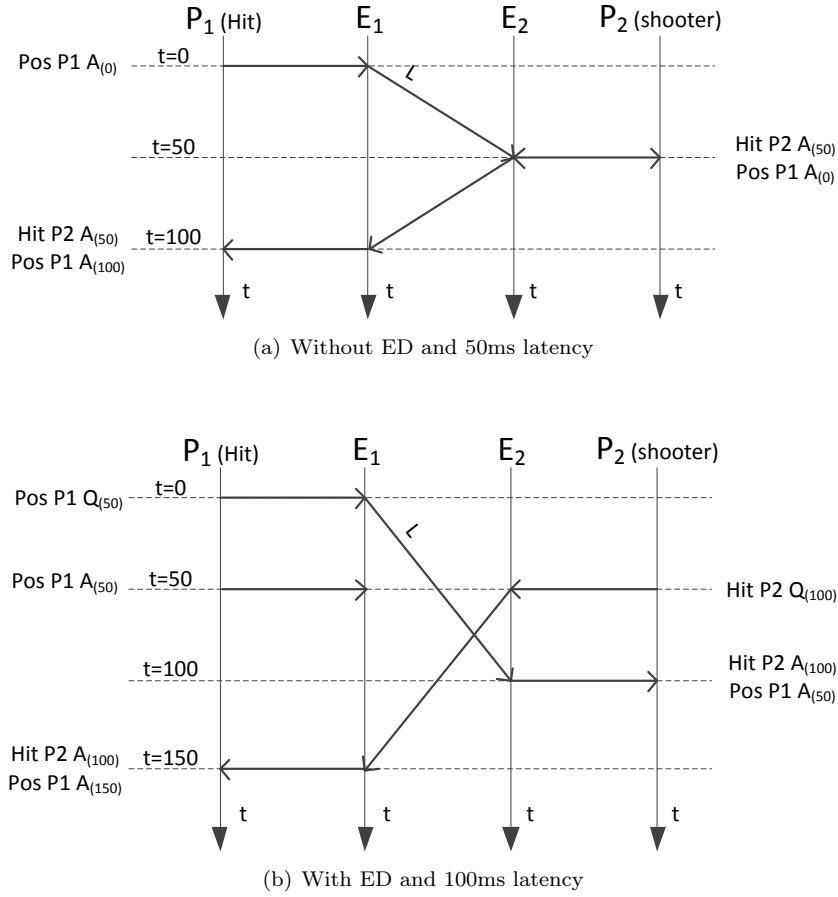 P1 (Hit) E1 E2 P2 (shooter)
Pos P1 A(0) t=0
L
t=50
Hit P2 A(50)
Pos P1 A(0)
Hit P2 A(50)
Pos P1 A(100)
t=100
t t t t
(a) Without ED and 50ms latency
P1 (Hit) E1 E2 P2 (shooter)
Pos P1 Q(50) t=0
L
Pos P1 A(50) t=50 Hit P2 Q(100)
t=100
Hit P2 A(100)
Pos P1 A(50)
Hit P2 A(100)
Pos P1 A(150)
t=150
t t t t
(b) With ED and 100ms latency